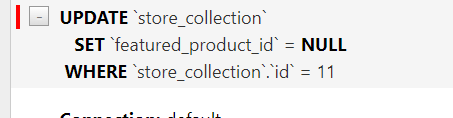 UPDATE `store_collection`
SET `featured_product_id` = NULL
WHERE `store_collection`.`id` = 11
Connection: default